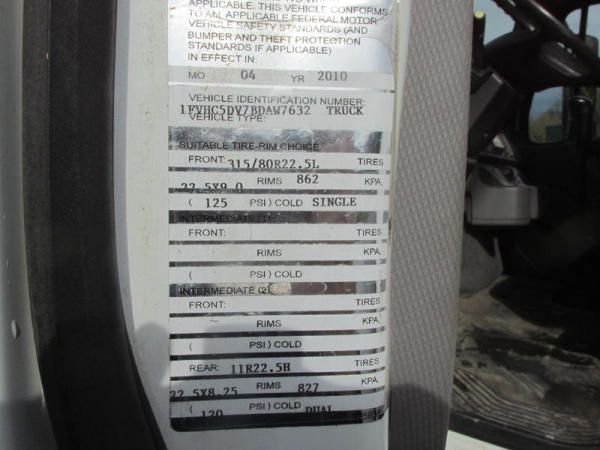 APPLICABLE. THIS VEHICLE CONFORMS
TO ALL APPLICABLE FEDERAL MOTOR
VEHICLE SAFETY STANDARDS (AND
BUMPER AND THEFT PROTECTION
STANDARDS IF APPLICABLE)
IN EFFECT IN:
MO 04 YR 2010
VEHICLE IDENTIFICATION NUMBER:
1FVHC5DV7BDAW7632 TRUCK
VEHICLE TYPE:
SUITABLE TIRE-RIM CHOICE
FRONT: 315/80R22.5L TIRES
22.5X9.0 RIMS 862 KPA
( 125 PSI ) COLD SINGLE
INTERMEDIATE (1):
FRONT: TIRES
RIMS KPA.
( PSI ) COLD
INTERMEDIATE (2):
FRONT: TIRES
RIMS KPA.
( PSI ) COLD
REAR: 11R22.5H TIRES
22.5X8.25 RIMS 827 KPA.
( 120 PSI ) COLD DUAL